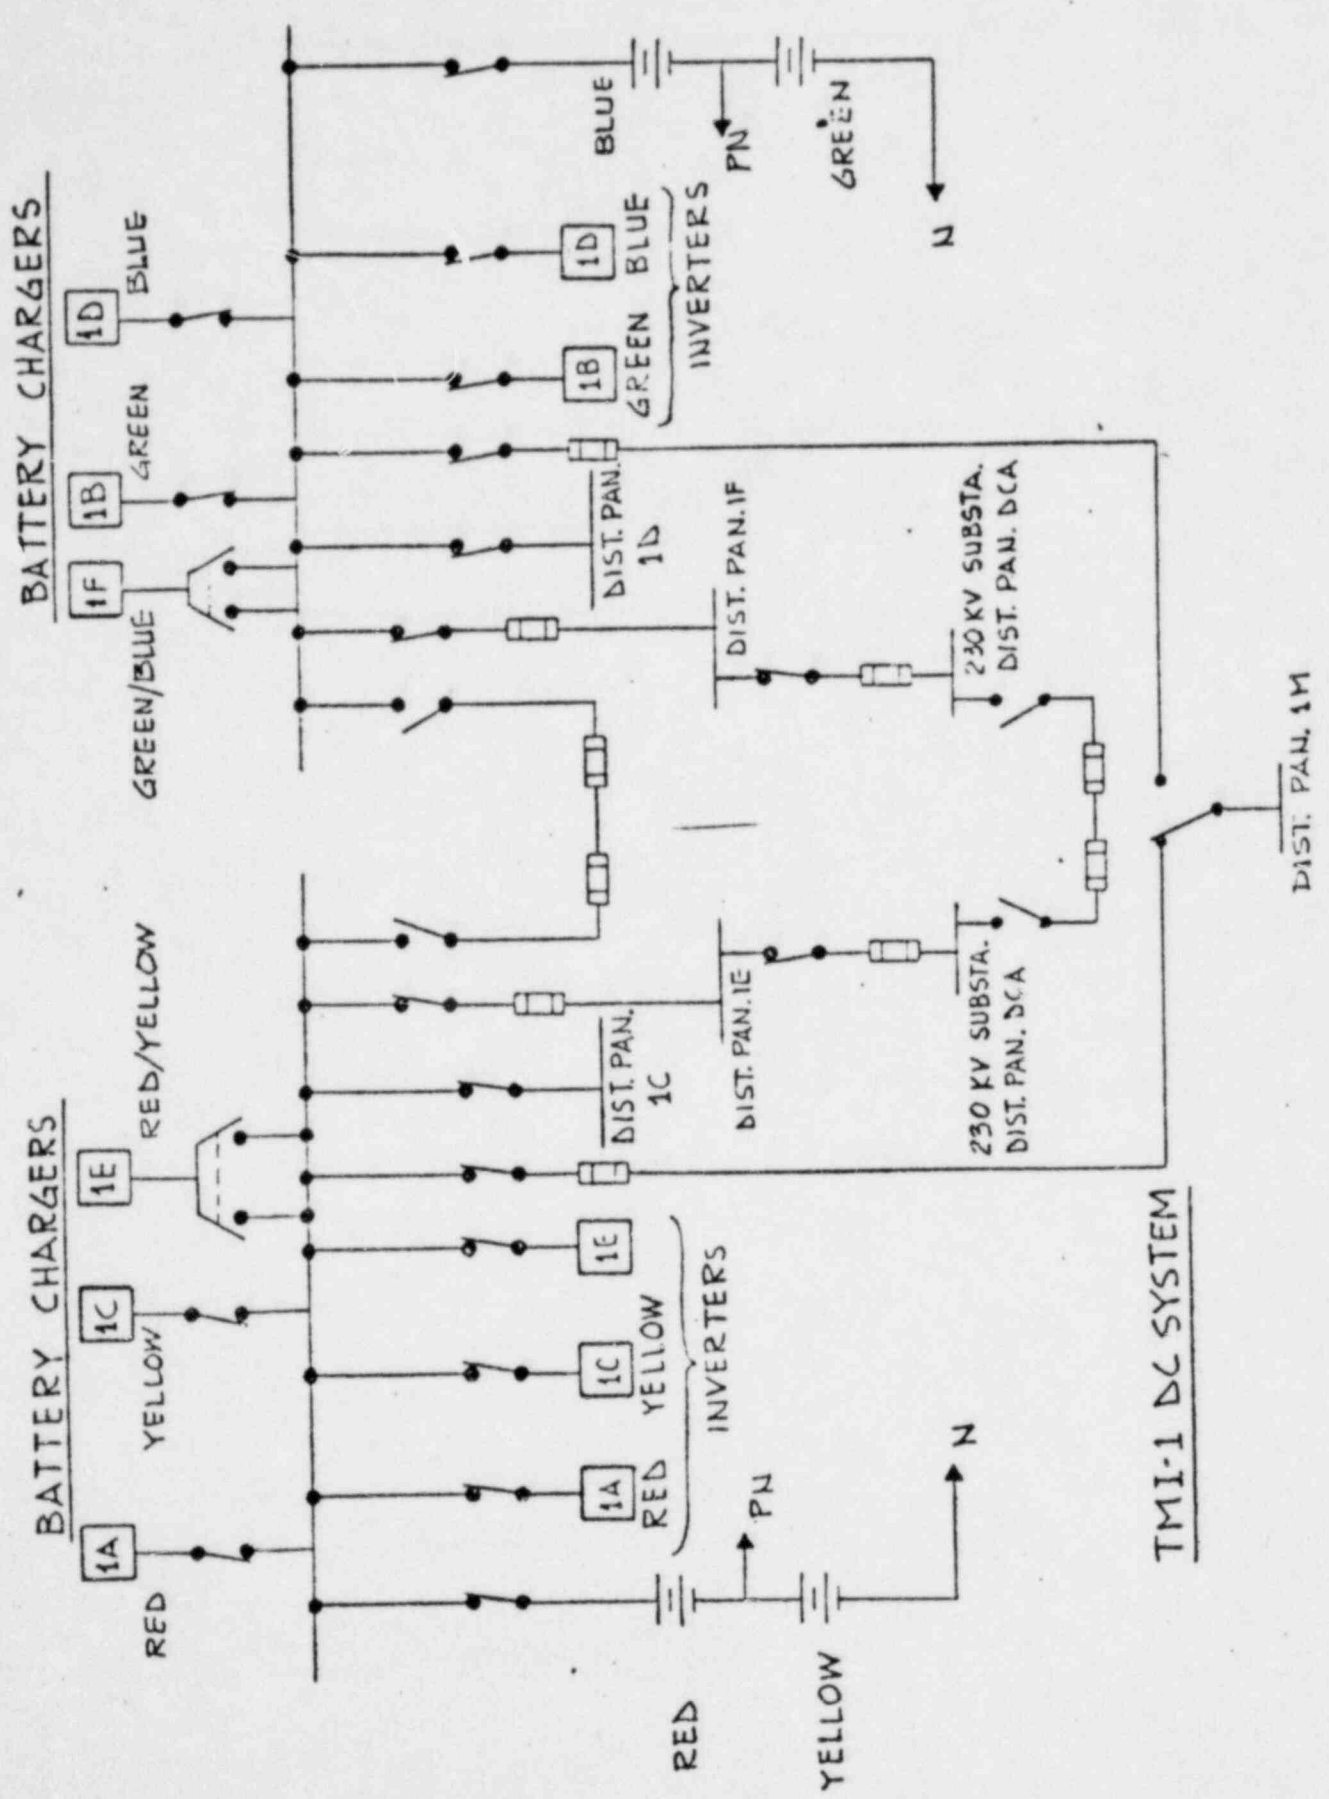 BATTERY CHARGERS
BATTERY CHARGERS
1A
1C
1E
1F
1B
1D
RED
YELLOW
RED/YELLOW
GREEN/BLUE
GREEN
BLUE
1A
1C
1E
RED YELLOW
INVERTERS
DIST. PAN.
1C
DIST. PAN.
1D
1B
1D
GREEN BLUE
INVERTERS
RED
PN
YELLOW
N
BLUE
PN
GREEN
N
DIST. PAN. 1E
DIST. PAN. 1F
230 KV SUBSTA.
DIST. PAN. DCA
230 KV SUBSTA.
DIST. PAN. DCA
DIST. PAN. 1M
TMI-1 DC SYSTEM